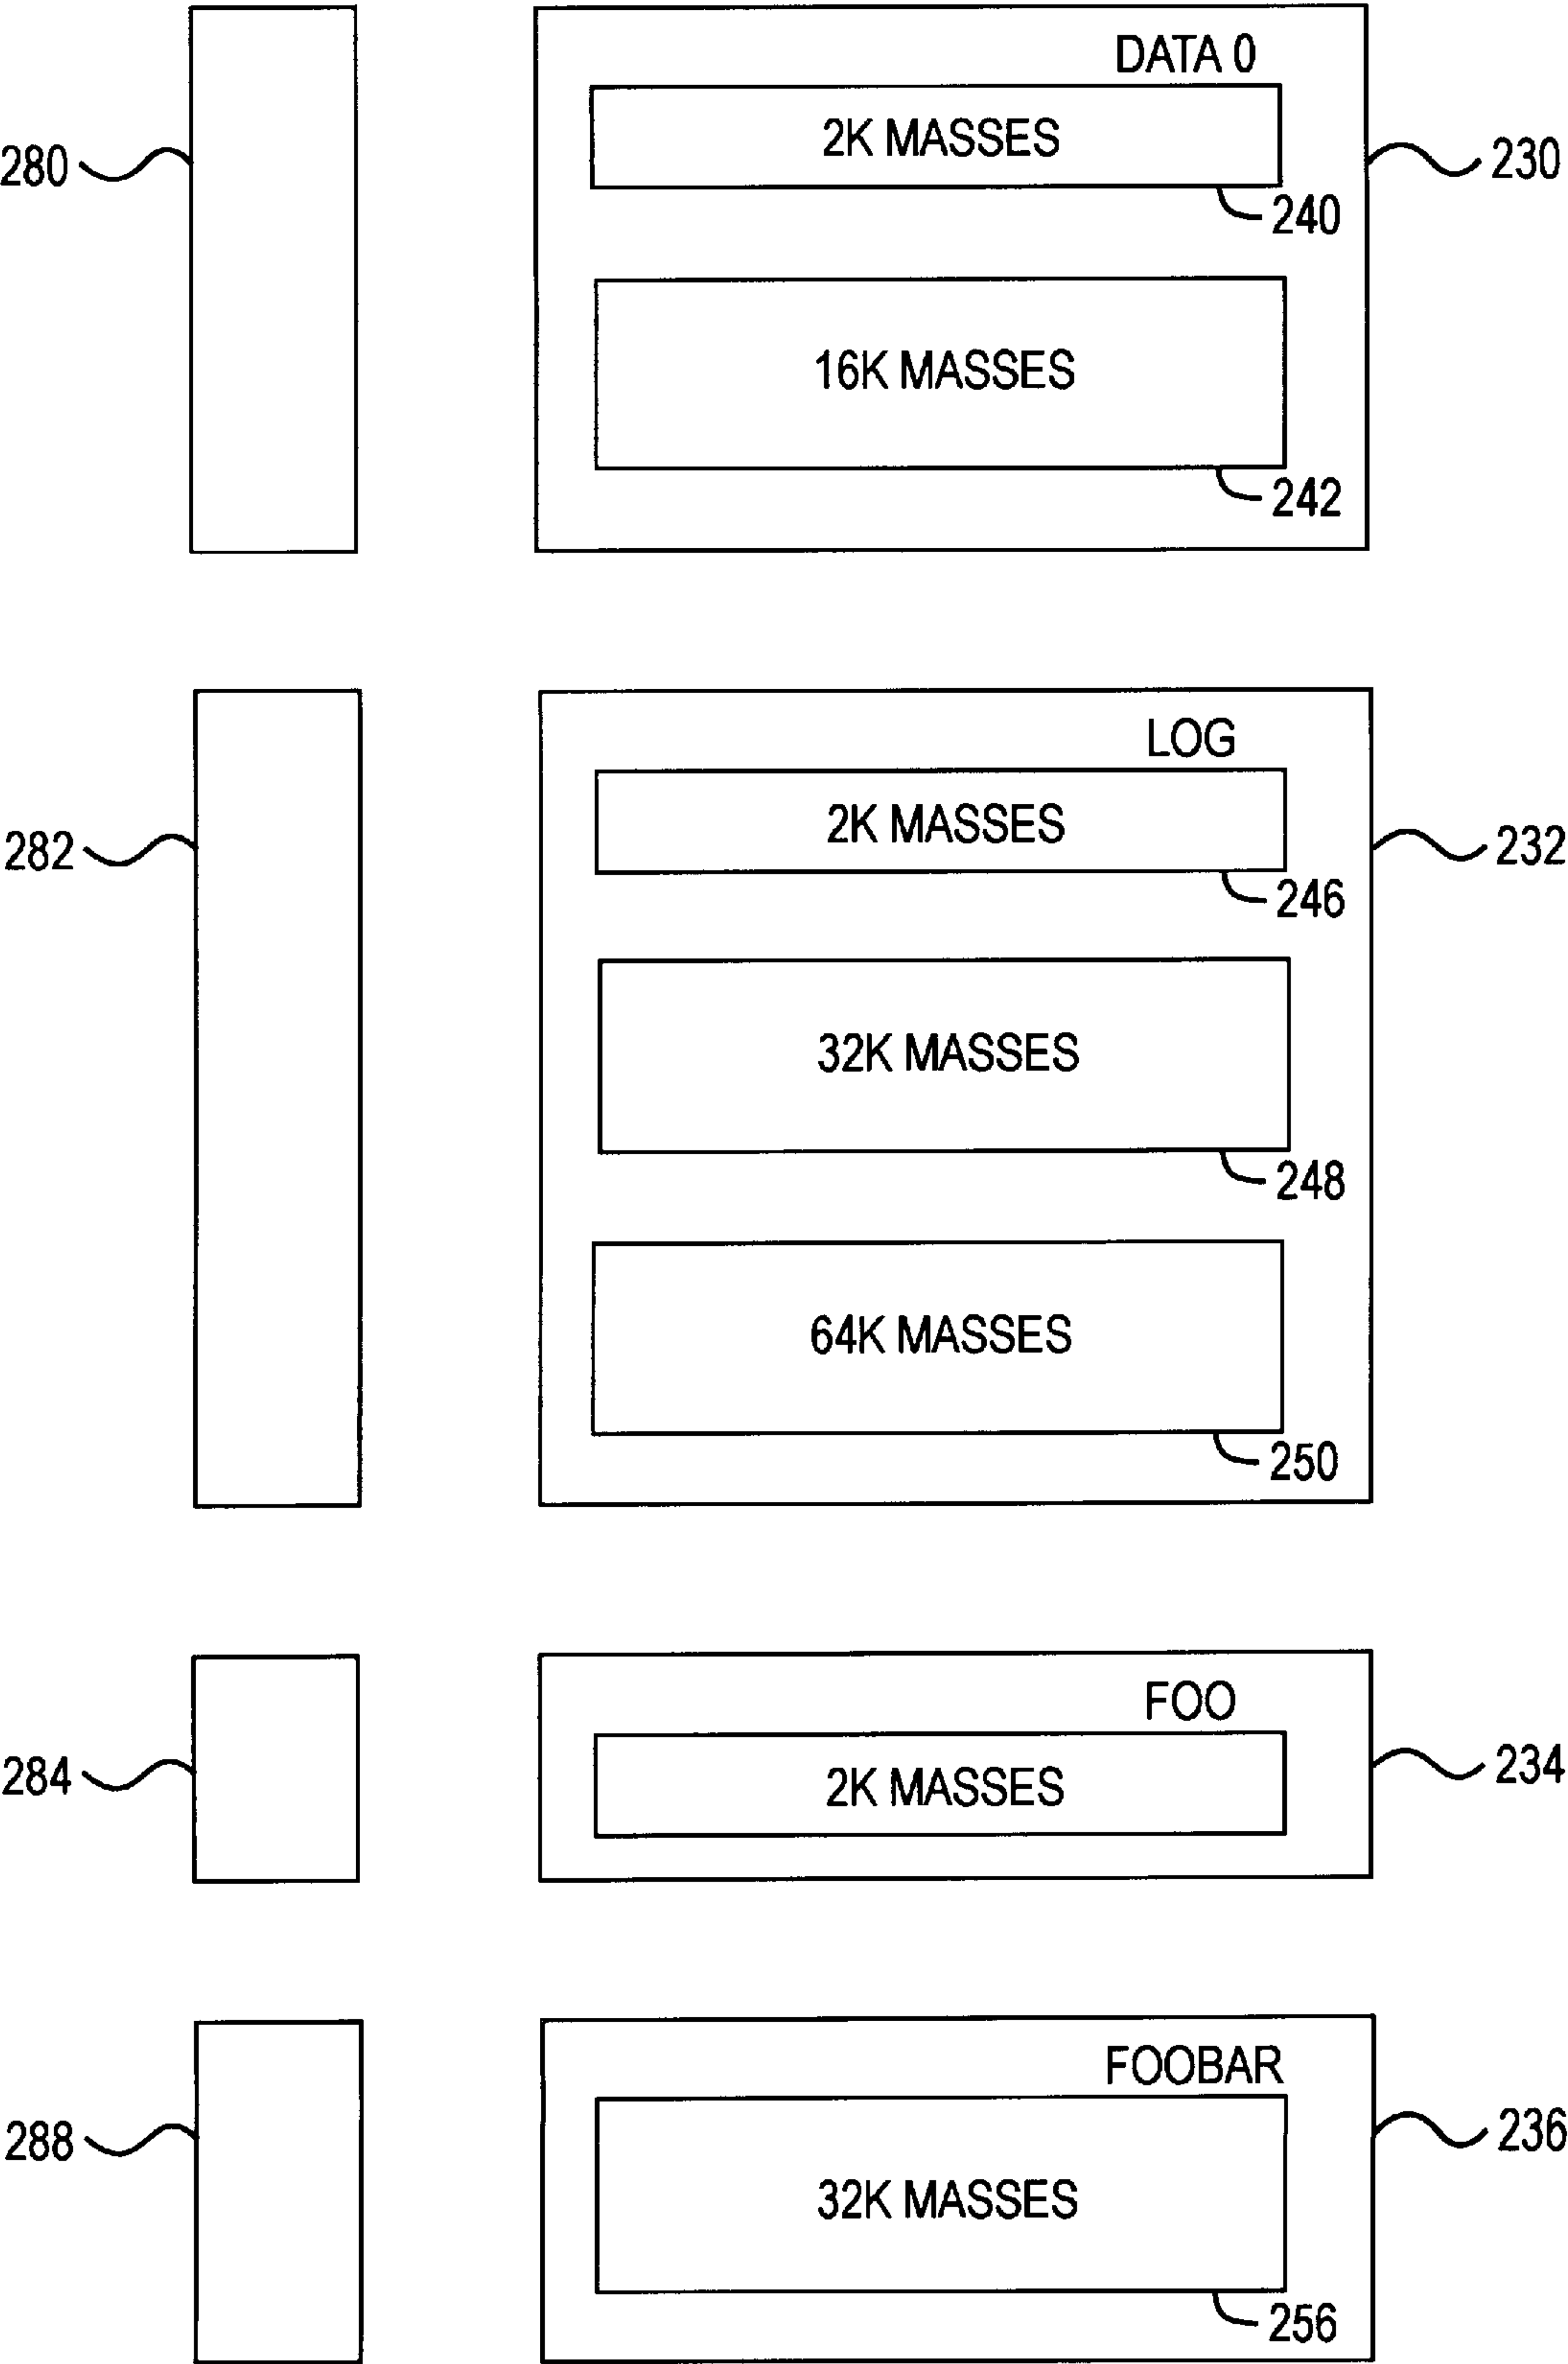 DATA 0
2K MASSES
280
230
240
16K MASSES
242
LOG
2K MASSES
282
232
246
32K MASSES
248
64K MASSES
250
FOO
284
2K MASSES
234
FOOBAR
288
236
32K MASSES
256